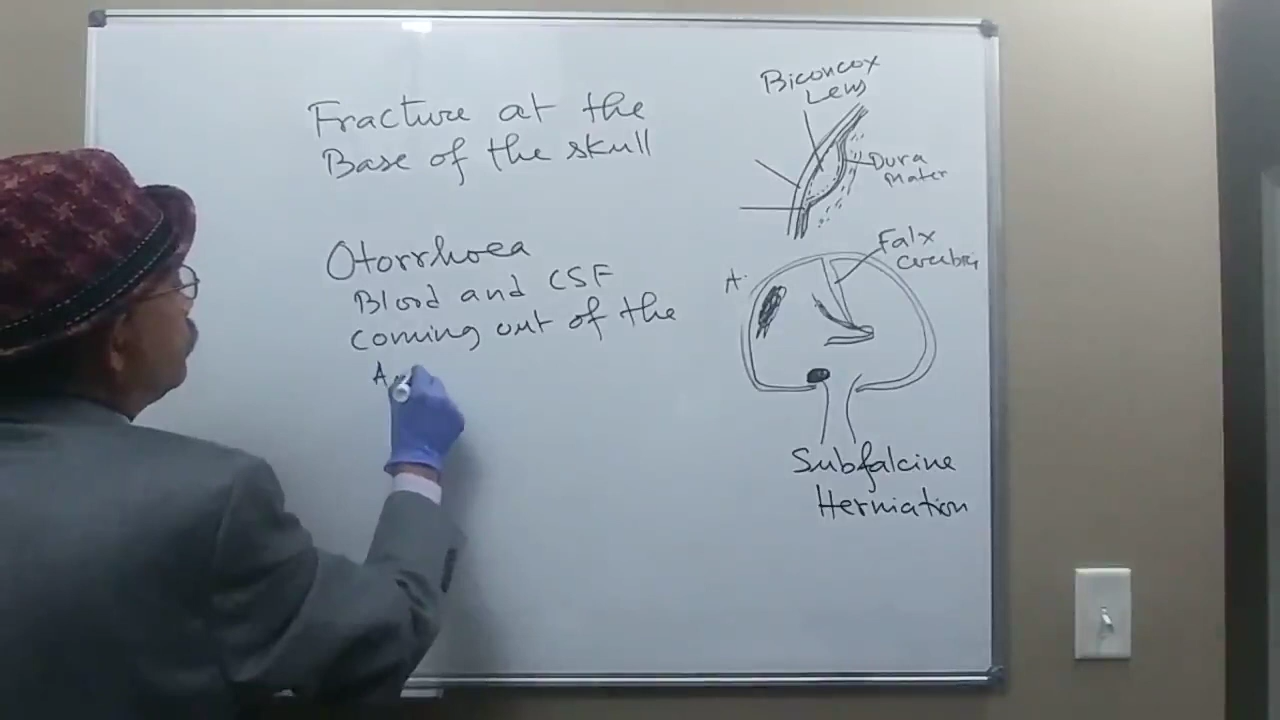 Fracture at the
Base of the skull
Otorrhoea
Blood and CSF
coming out of the
A
Biconcox
Lens
Dura
Mater
Falx
A.
Subfalcine
Herniation